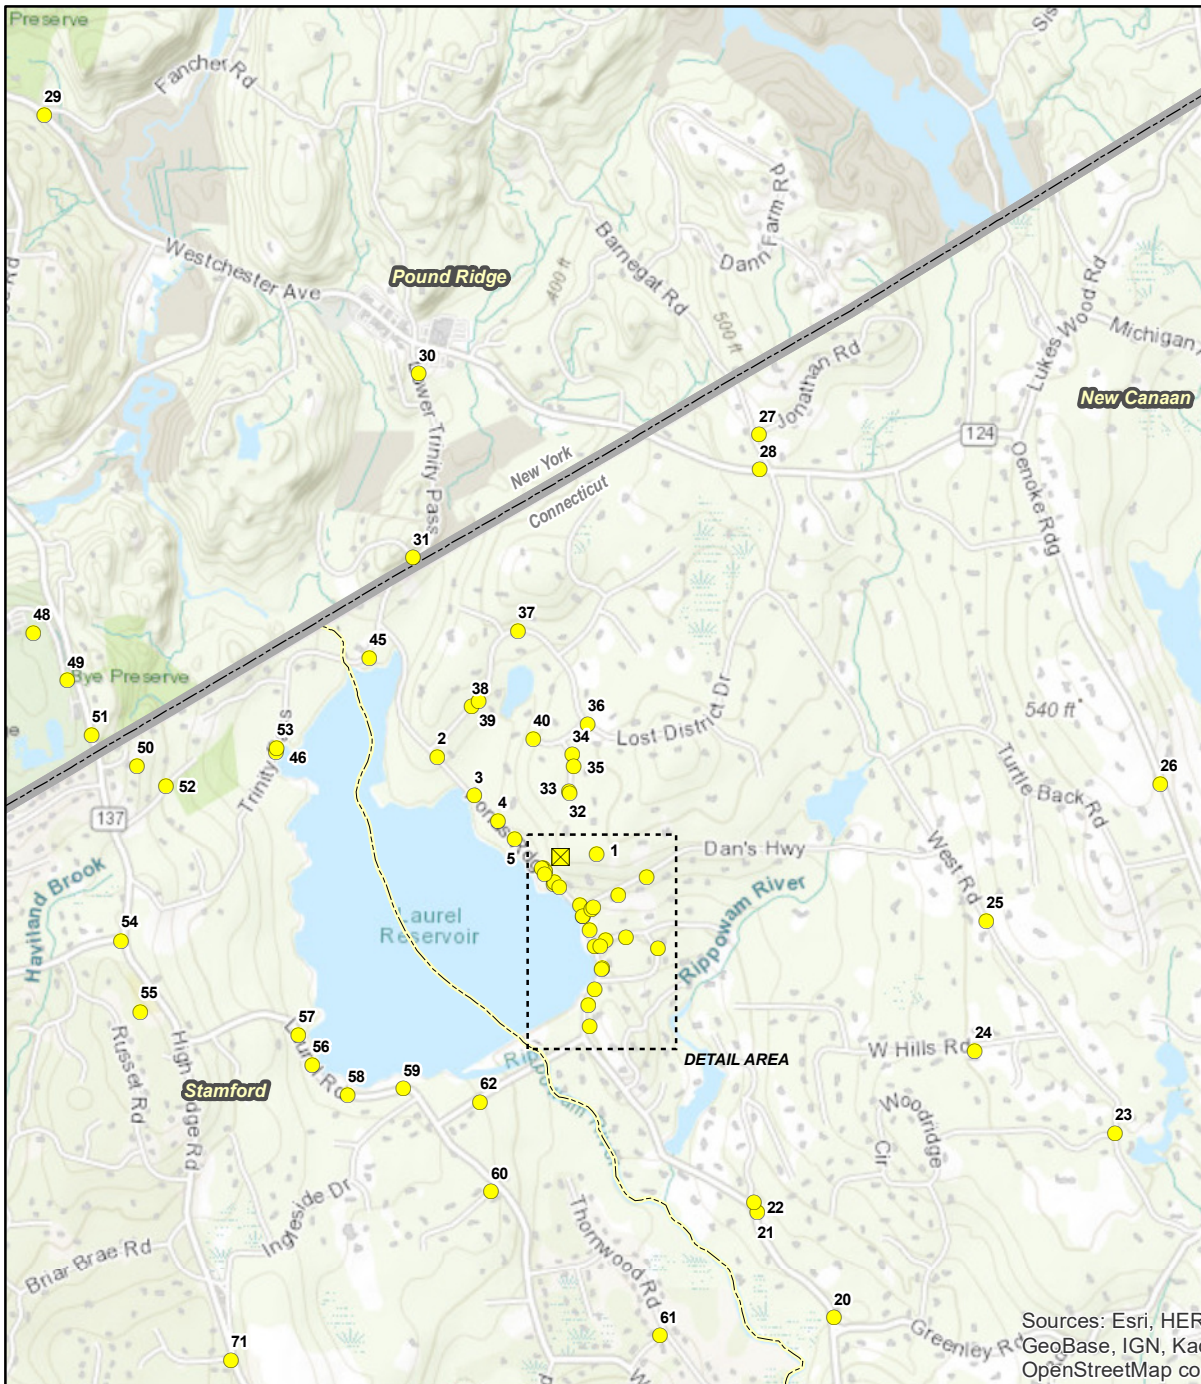 Preserve
29
Fancher Rd
Westchester Ave
Pound Ridge
400 ft
Barnegat Rd
Dann Farm Rd
500 ft
Jonathan Rd
Lukes Wood Rd
Michigan
New Canaan
30
Lower Trinity Pass
27
28
124
Oenoke Rdg
New York
Connecticut
31
48
49
Bye Preserve
51
50
52
53
46
45
37
38
39
40
36
34
35
33
32
Lost District Dr
540 ft
26
2
3
4
5
1
Dan's Hwy
Turtle Back Rd
West Rd
25
137
Haviland Brook
54
55
Laurel
Reservoir
Rippowam River
57
56
58
59
62
Laurel Rd
Russet Rd
High Ridge Rd
Stamford
DETAIL AREA
W Hills Rd
24
Woodridge
Cir
23
60
Ingleside Dr
Briar Brae Rd
Thornwood Rd
22
21
20
61
71
Greenley Rd
Sources: Esri, HER
GeoBase, IGN, Kad
OpenStreetMap co